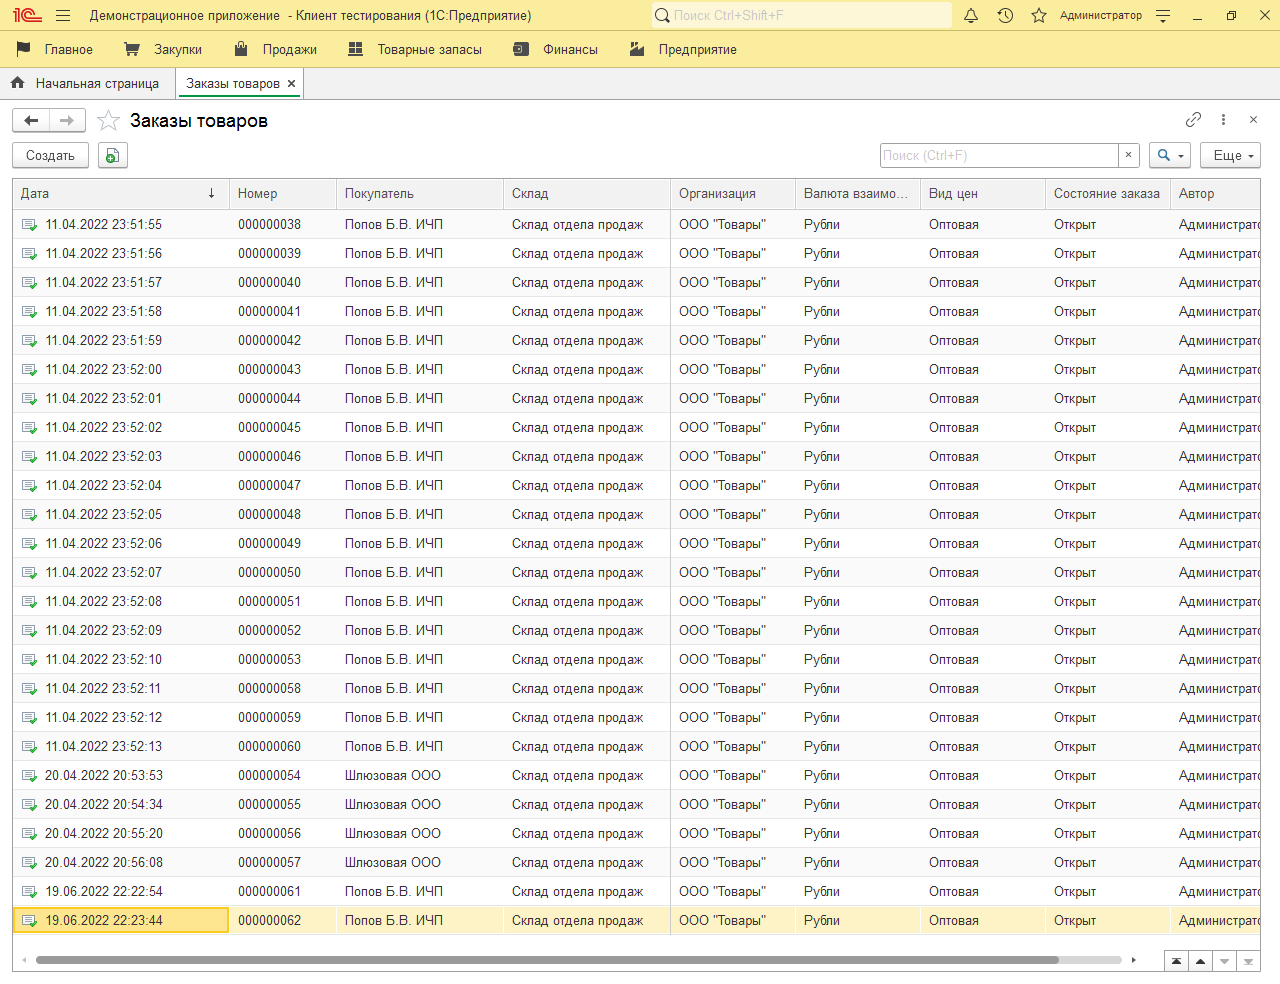 1С Демонстрационное приложение - Клиент тестирования (1С:Предприятие) Поиск Ctrl+Shift+F Администратор
Главное Закупки Продажи Товарные запасы Финансы Предприятие
Начальная страница Заказы товаров ×
Заказы товаров
Создать Поиск (Ctrl+F) × Еще
Дата ↓ Номер Покупатель Склад Организация Валюта взаимо... Вид цен Состояние заказа Автор
11.04.2022 23:51:55 000000038 Попов Б.В. ИЧП Склад отдела продаж ООО "Товары" Рубли Оптовая Открыт Администрато
11.04.2022 23:51:56 000000039 Попов Б.В. ИЧП Склад отдела продаж ООО "Товары" Рубли Оптовая Открыт Администрато
11.04.2022 23:51:57 000000040 Попов Б.В. ИЧП Склад отдела продаж ООО "Товары" Рубли Оптовая Открыт Администрато
11.04.2022 23:51:58 000000041 Попов Б.В. ИЧП Склад отдела продаж ООО "Товары" Рубли Оптовая Открыт Администрато
11.04.2022 23:51:59 000000042 Попов Б.В. ИЧП Склад отдела продаж ООО "Товары" Рубли Оптовая Открыт Администрато
11.04.2022 23:52:00 000000043 Попов Б.В. ИЧП Склад отдела продаж ООО "Товары" Рубли Оптовая Открыт Администрато
11.04.2022 23:52:01 000000044 Попов Б.В. ИЧП Склад отдела продаж ООО "Товары" Рубли Оптовая Открыт Администрато
11.04.2022 23:52:02 000000045 Попов Б.В. ИЧП Склад отдела продаж ООО "Товары" Рубли Оптовая Открыт Администрато
11.04.2022 23:52:03 000000046 Попов Б.В. ИЧП Склад отдела продаж ООО "Товары" Рубли Оптовая Открыт Администрато
11.04.2022 23:52:04 000000047 Попов Б.В. ИЧП Склад отдела продаж ООО "Товары" Рубли Оптовая Открыт Администрато
11.04.2022 23:52:05 000000048 Попов Б.В. ИЧП Склад отдела продаж ООО "Товары" Рубли Оптовая Открыт Администрато
11.04.2022 23:52:06 000000049 Попов Б.В. ИЧП Склад отдела продаж ООО "Товары" Рубли Оптовая Открыт Администрато
11.04.2022 23:52:07 000000050 Попов Б.В. ИЧП Склад отдела продаж ООО "Товары" Рубли Оптовая Открыт Администрато
11.04.2022 23:52:08 000000051 Попов Б.В. ИЧП Склад отдела продаж ООО "Товары" Рубли Оптовая Открыт Администрато
11.04.2022 23:52:09 000000052 Попов Б.В. ИЧП Склад отдела продаж ООО "Товары" Рубли Оптовая Открыт Администрато
11.04.2022 23:52:10 000000053 Попов Б.В. ИЧП Склад отдела продаж ООО "Товары" Рубли Оптовая Открыт Администрато
11.04.2022 23:52:11 000000058 Попов Б.В. ИЧП Склад отдела продаж ООО "Товары" Рубли Оптовая Открыт Администрато
11.04.2022 23:52:12 000000059 Попов Б.В. ИЧП Склад отдела продаж ООО "Товары" Рубли Оптовая Открыт Администрато
11.04.2022 23:52:13 000000060 Попов Б.В. ИЧП Склад отдела продаж ООО "Товары" Рубли Оптовая Открыт Администрато
20.04.2022 20:53:53 000000054 Шлюзовая ООО Склад отдела продаж ООО "Товары" Рубли Оптовая Открыт Администрато
20.04.2022 20:54:34 000000055 Шлюзовая ООО Склад отдела продаж ООО "Товары" Рубли Оптовая Открыт Администрато
20.04.2022 20:55:20 000000056 Шлюзовая ООО Склад отдела продаж ООО "Товары" Рубли Оптовая Открыт Администрато
20.04.2022 20:56:08 000000057 Шлюзовая ООО Склад отдела продаж ООО "Товары" Рубли Оптовая Открыт Администрато
19.06.2022 22:22:54 000000061 Попов Б.В. ИЧП Склад отдела продаж ООО "Товары" Рубли Оптовая Открыт Администрато
19.06.2022 22:23:44 000000062 Попов Б.В. ИЧП Склад отдела продаж ООО "Товары" Рубли Оптовая Открыт Администрато